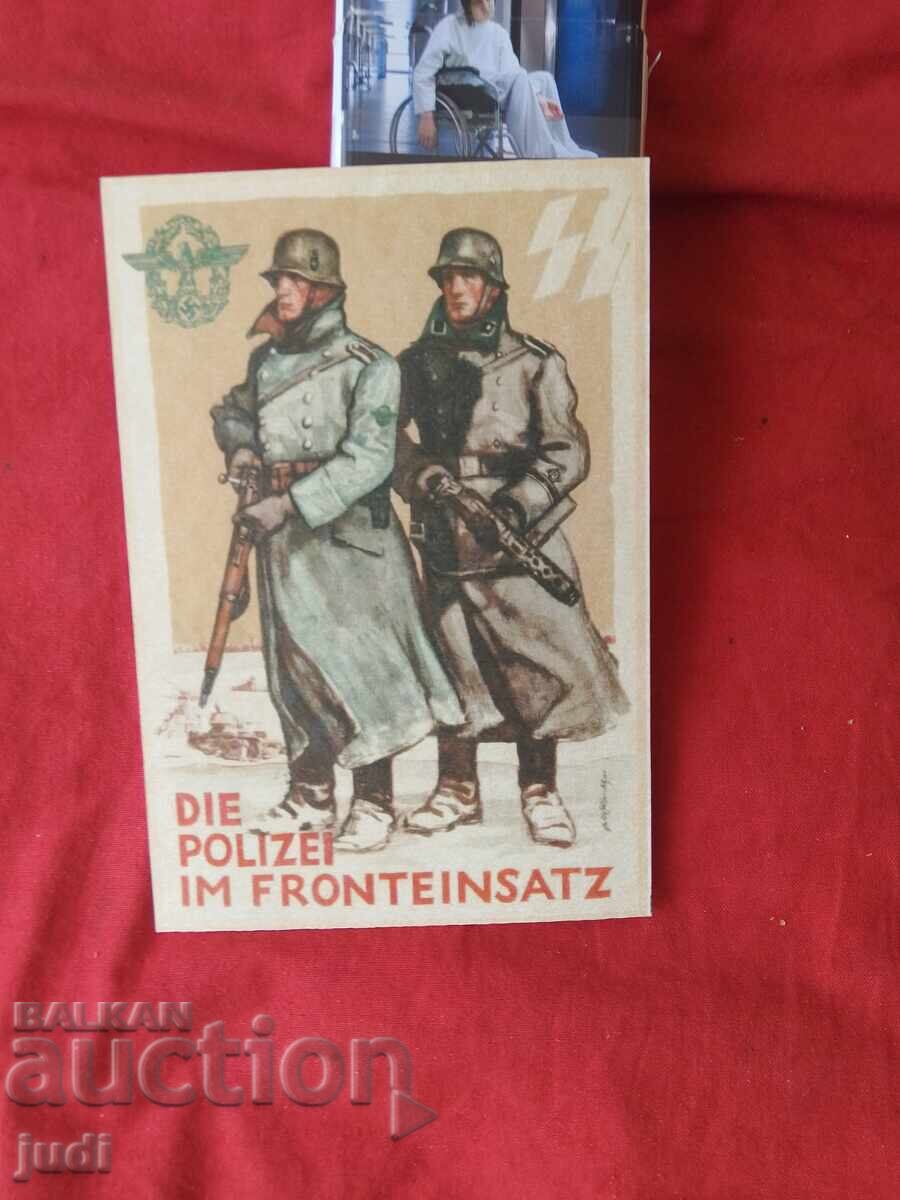 DIE
POLIZEI
IM FRONTEINSATZ
BALKAN
auction
judi